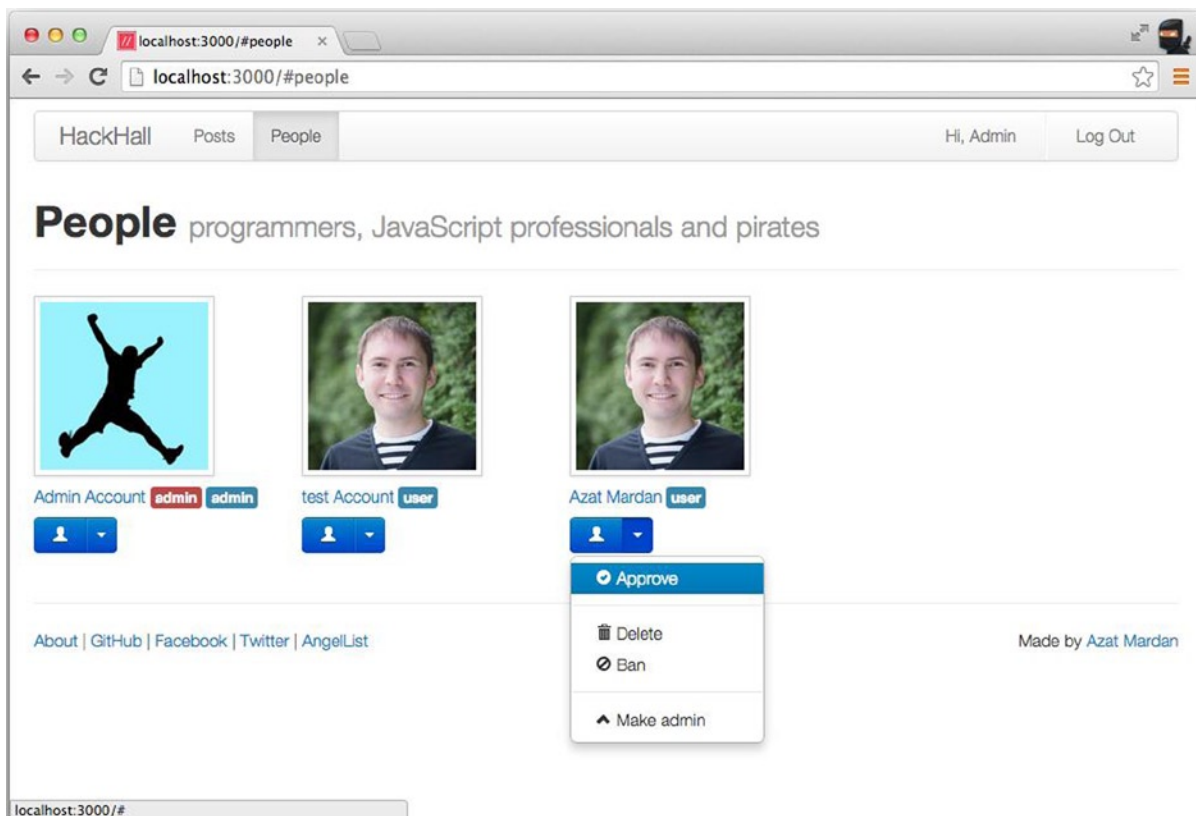 localhost:3000/#people
localhost:3000/#people
HackHall Posts People Hi, Admin Log Out
People programmers, JavaScript professionals and pirates
Admin Account admin admin
test Account user
Azat Mardan user
Approve
Delete
Ban
Make admin
About | GitHub | Facebook | Twitter | AngelList
Made by Azat Mardan
localhost:3000/#